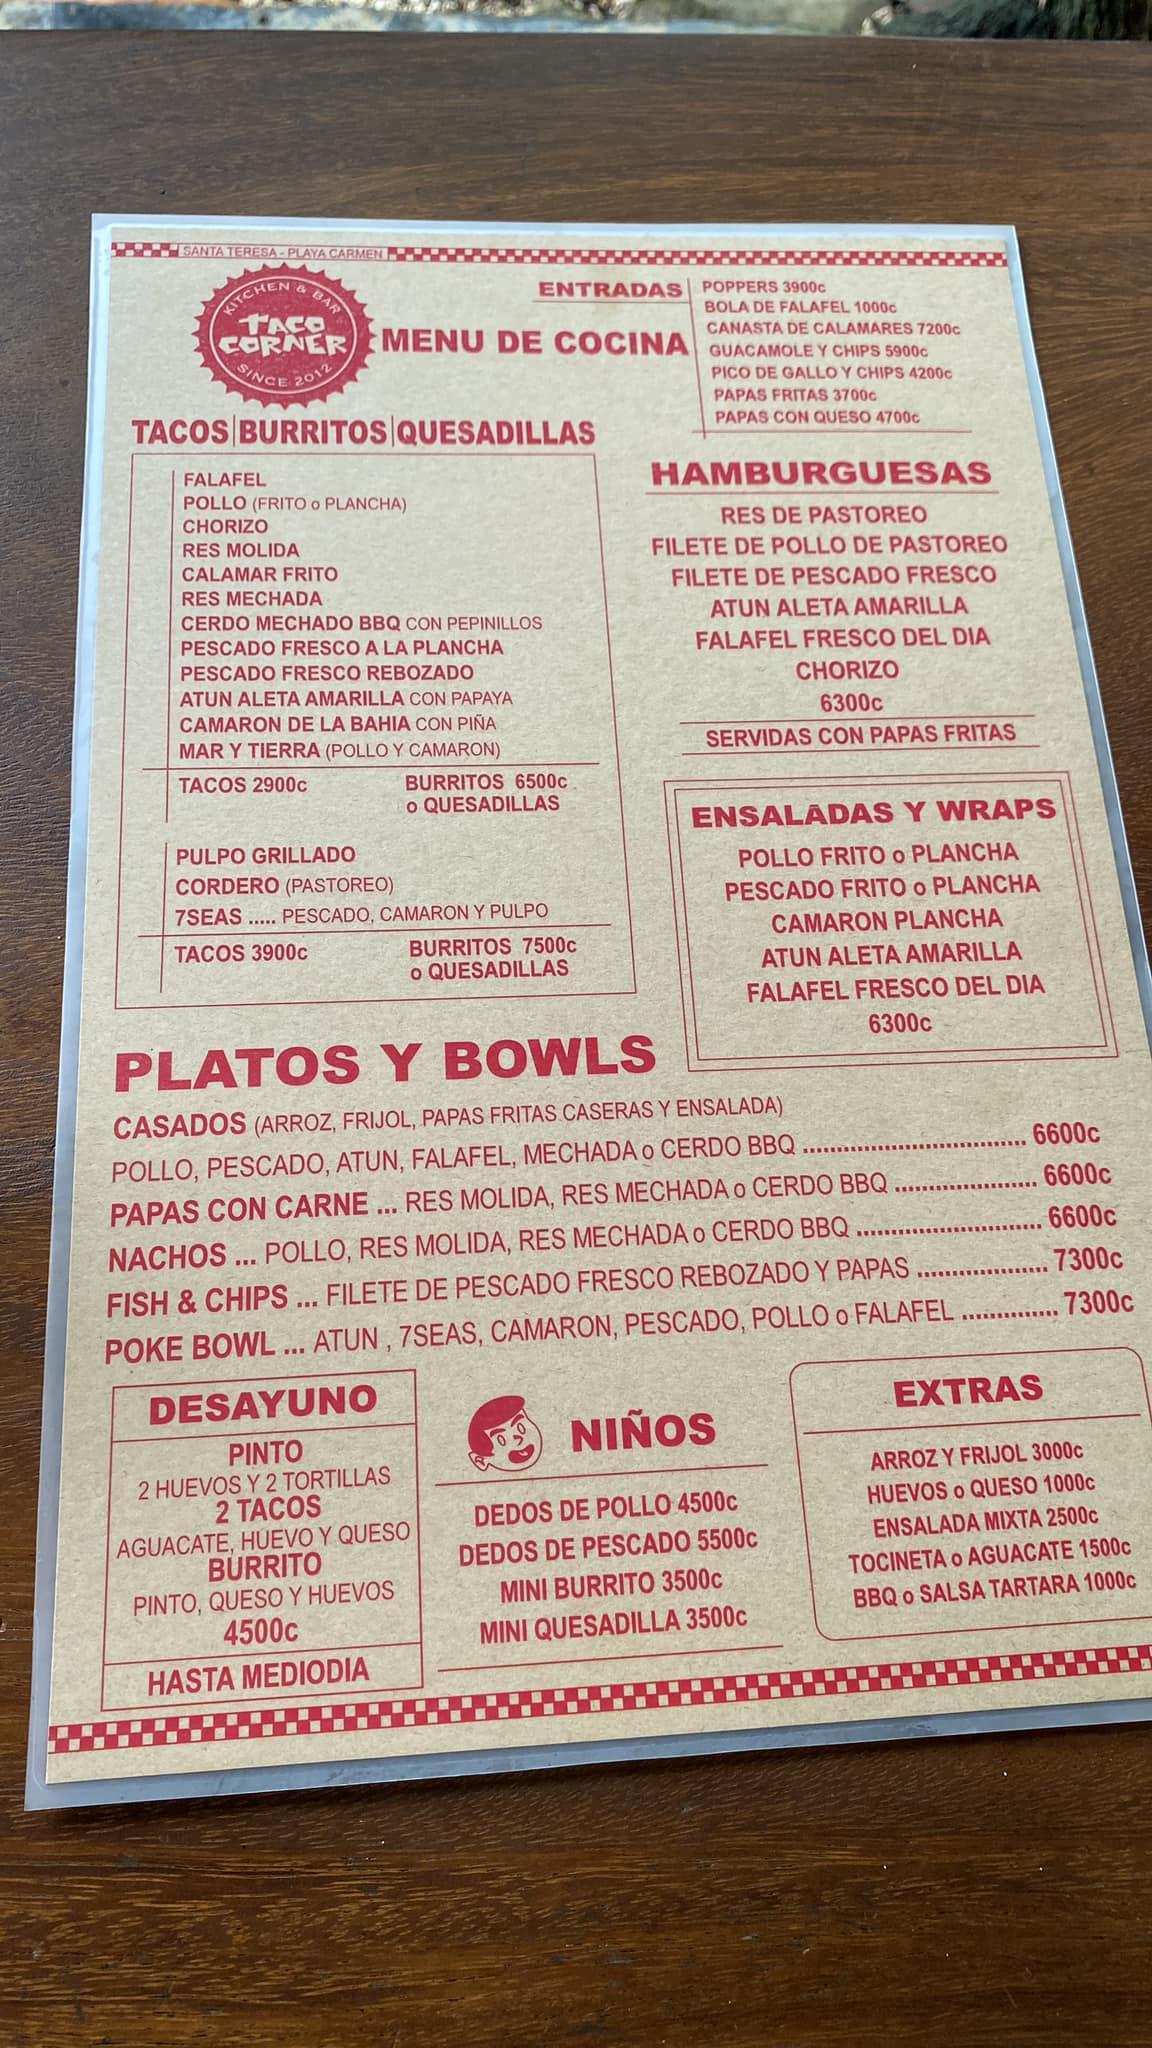 SANTA TERESA - PLAYA CARMEN
KITCHEN & BAR
TACO
CORNER
SINCE 2012
MENU DE COCINA
ENTRADAS
POPPERS 3900c
BOLA DE FALAFEL 1000c
CANASTA DE CALAMARES 7200c
GUACAMOLE Y CHIPS 5900c
PICO DE GALLO Y CHIPS 4200c
PAPAS FRITAS 3700c
PAPAS CON QUESO 4700c
TACOS|BURRITOS|QUESADILLAS
FALAFEL
POLLO (FRITO o PLANCHA)
CHORIZO
RES MOLIDA
CALAMAR FRITO
RES MECHADA
CERDO MECHADO BBQ CON PEPINILLOS
PESCADO FRESCO A LA PLANCHA
PESCADO FRESCO REBOZADO
ATUN ALETA AMARILLA CON PAPAYA
CAMARON DE LA BAHIA CON PIÑA
MAR Y TIERRA (POLLO Y CAMARON)
TACOS 2900c BURRITOS 6500c
o QUESADILLAS
PULPO GRILLADO
CORDERO (PASTOREO)
7SEAS ..... PESCADO, CAMARON Y PULPO
TACOS 3900c BURRITOS 7500c
o QUESADILLAS
HAMBURGUESAS
RES DE PASTOREO
FILETE DE POLLO DE PASTOREO
FILETE DE PESCADO FRESCO
ATUN ALETA AMARILLA
FALAFEL FRESCO DEL DIA
CHORIZO
6300c
SERVIDAS CON PAPAS FRITAS
ENSALADAS Y WRAPS
POLLO FRITO o PLANCHA
PESCADO FRITO o PLANCHA
CAMARON PLANCHA
ATUN ALETA AMARILLA
FALAFEL FRESCO DEL DIA
6300c
PLATOS Y BOWLS
CASADOS (ARROZ, FRIJOL, PAPAS FRITAS CASERAS Y ENSALADA)
POLLO, PESCADO, ATUN, FALAFEL, MECHADA o CERDO BBQ ................................ 6600c
PAPAS CON CARNE ... RES MOLIDA, RES MECHADA o CERDO BBQ ..................... 6600c
NACHOS ... POLLO, RES MOLIDA, RES MECHADA o CERDO BBQ ........................... 6600c
FISH & CHIPS ... FILETE DE PESCADO FRESCO REBOZADO Y PAPAS ................... 7300c
POKE BOWL ... ATUN , 7SEAS, CAMARON, PESCADO, POLLO o FALAFEL .............. 7300c
DESAYUNO
PINTO
2 HUEVOS Y 2 TORTILLAS
2 TACOS
AGUACATE, HUEVO Y QUESO
BURRITO
PINTO, QUESO Y HUEVOS
4500c
HASTA MEDIODIA
NIÑOS
DEDOS DE POLLO 4500c
DEDOS DE PESCADO 5500c
MINI BURRITO 3500c
MINI QUESADILLA 3500c
EXTRAS
ARROZ Y FRIJOL 3000c
HUEVOS o QUESO 1000c
ENSALADA MIXTA 2500c
TOCINETA o AGUACATE 1500c
BBQ o SALSA TARTARA 1000c